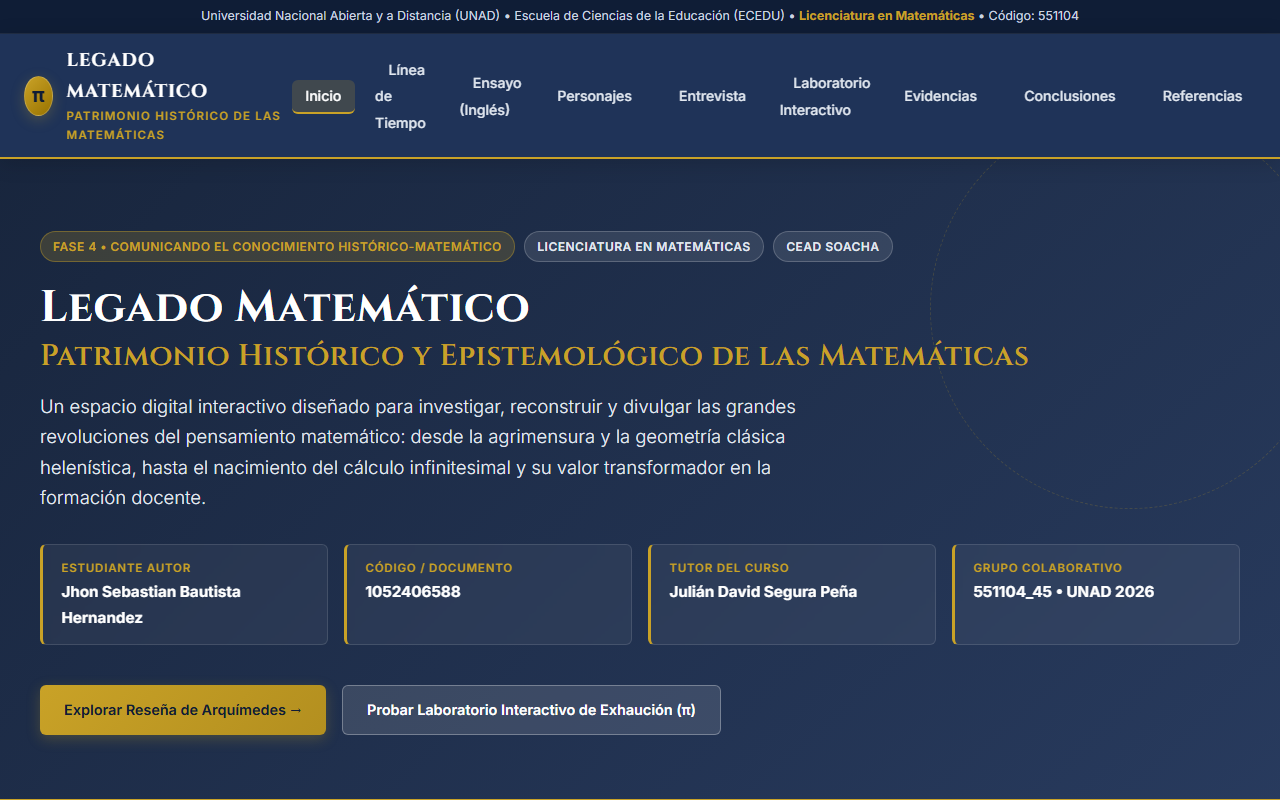 Universidad Nacional Abierta y a Distancia (UNAD) • Escuela de Ciencias de la Educación (ECEDU) • Licenciatura en Matemáticas • Código: 551104
π
LEGADO
MATEMÁTICO
PATRIMONIO HISTÓRICO DE LAS
MATEMÁTICAS
Inicio
Línea
de
Tiempo
Ensayo
(Inglés)
Personajes
Entrevista
Laboratorio
Interactivo
Evidencias
Conclusiones
Referencias
FASE 4 • COMUNICANDO EL CONOCIMIENTO HISTÓRICO-MATEMÁTICO
LICENCIATURA EN MATEMÁTICAS
CEAD SOACHA
Legado Matemático
Patrimonio Histórico y Epistemológico de las Matemáticas
Un espacio digital interactivo diseñado para investigar, reconstruir y divulgar las grandes
revoluciones del pensamiento matemático: desde la agrimensura y la geometría clásica
helenística, hasta el nacimiento del cálculo infinitesimal y su valor transformador en la
formación docente.
ESTUDIANTE AUTOR
Jhon Sebastian Bautista
Hernandez
CÓDIGO / DOCUMENTO
1052406588
TUTOR DEL CURSO
Julián David Segura Peña
GRUPO COLABORATIVO
551104_45 • UNAD 2026
Explorar Reseña de Arquímedes →
Probar Laboratorio Interactivo de Exhaución (π)